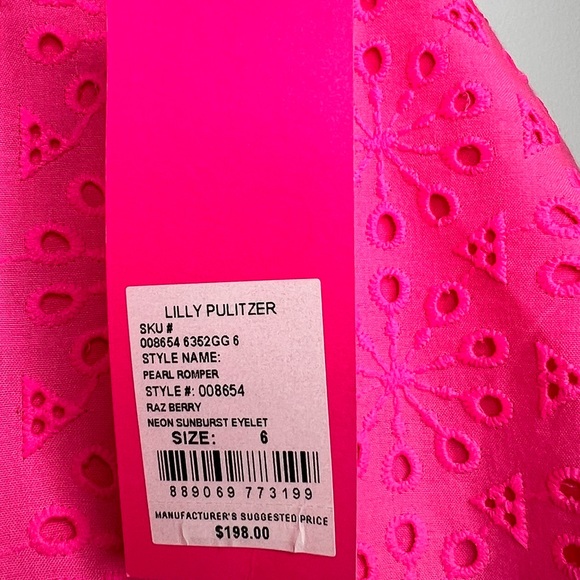 LILLY PULITZER
SKU #
008654 6352GG 6
STYLE NAME:
PEARL ROMPER
STYLE #: 008654
RAZ BERRY
NEON SUNBURST EYELET
SIZE: 6
889069 773199
MANUFACTURER'S SUGGESTED PRICE
$198.00